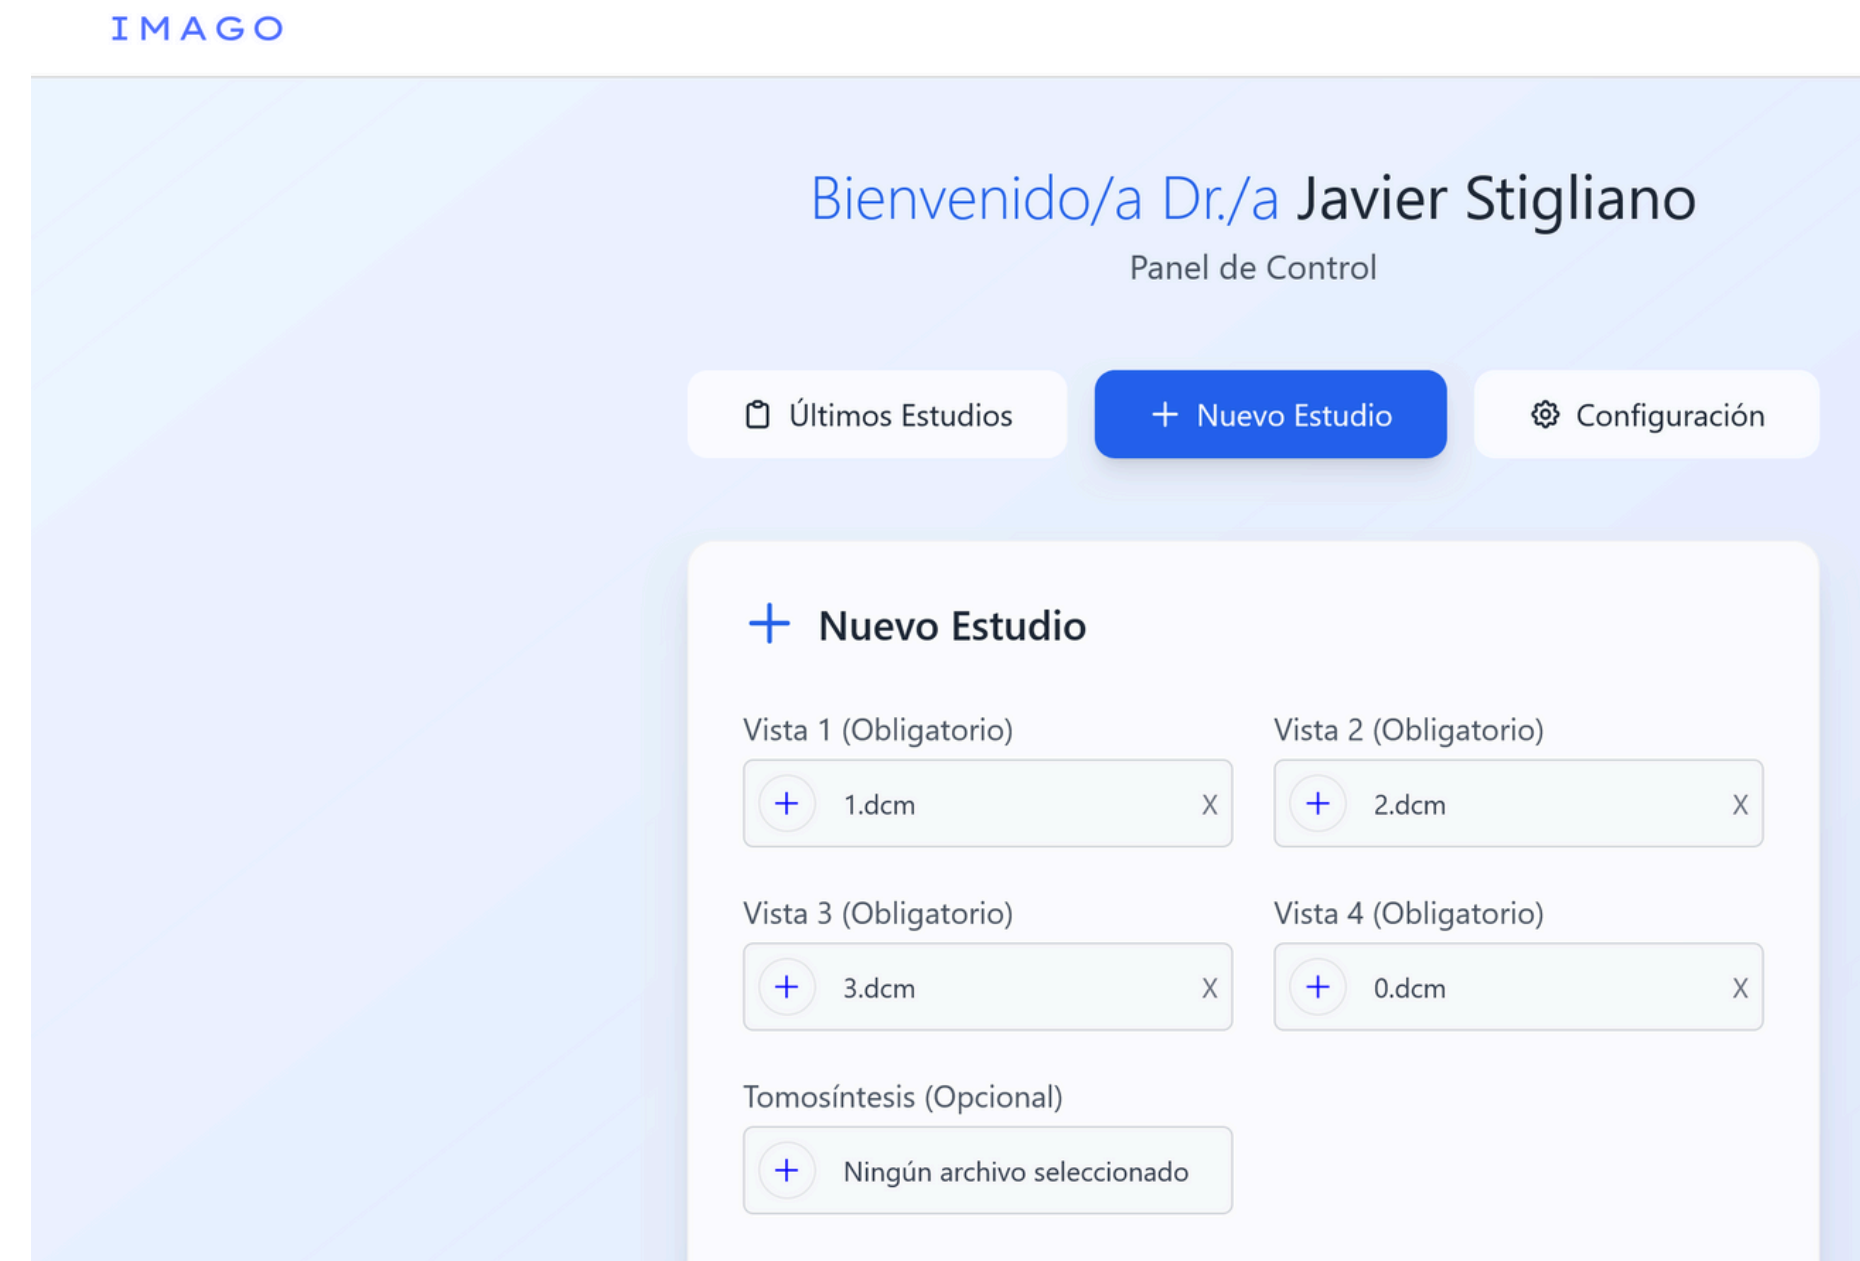 IMAGO
Bienvenido/a Dr./a Javier Stigliano
Panel de Control
Últimos Estudios
Nuevo Estudio
Configuración
Nuevo Estudio
Vista 1 (Obligatorio)
Vista 2 (Obligatorio)
1.dcm X
2.dcm X
Vista 3 (Obligatorio)
Vista 4 (Obligatorio)
3.dcm X
0.dcm X
Tomosíntesis (Opcional)
Ningún archivo seleccionado